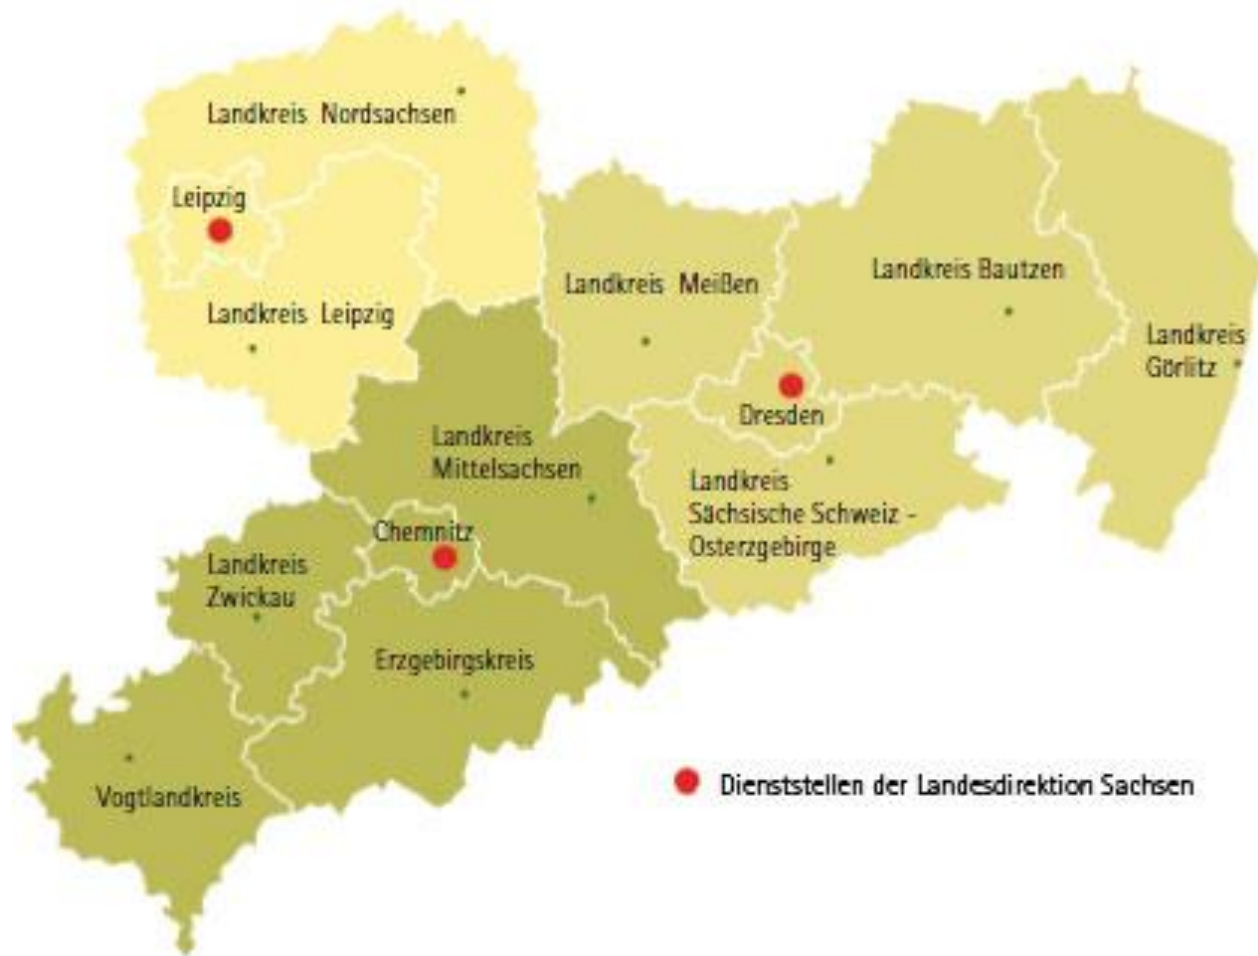 Landkreis Nordsachsen
Leipzig
Landkreis Leipzig
Landkreis Meißen
Landkreis Bautzen
Landkreis
Görlitz
Dresden
Landkreis
Mittelsachsen
Landkreis
Sächsische Schweiz -
Osterzgebirge
Chemnitz
Landkreis
Zwickau
Erzgebirgskreis
Vogtlandkreis
Dienststellen der Landesdirektion Sachsen